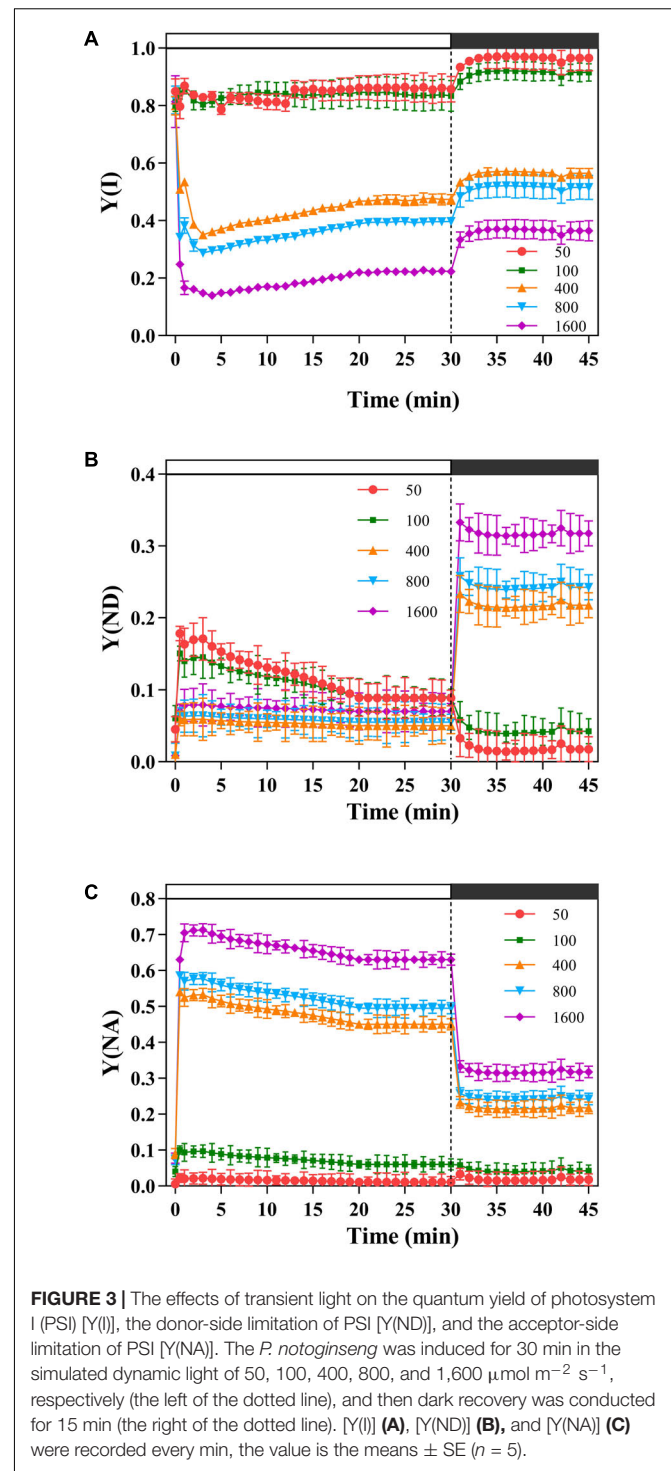 A
1.0
0.8
0.6
0.4
0.2
0.0
Y(I)
50
100
400
800
1600
0 5 10 15 20 25 30 35 40 45
Time (min)
B
0.4
0.3
0.2
0.1
0.0
Y(ND)
50
100
400
800
1600
0 5 10 15 20 25 30 35 40 45
Time (min)
C
0.8
0.7
0.6
0.5
0.4
0.3
0.2
0.1
0.0
Y(NA)
50
100
400
800
1600
0 5 10 15 20 25 30 35 40 45
Time (min)
FIGURE 3 | The effects of transient light on the quantum yield of photosystem
I (PSI) [Y(I)], the donor-side limitation of PSI [Y(ND)], and the acceptor-side
limitation of PSI [Y(NA)]. The P. notoginseng was induced for 30 min in the
simulated dynamic light of 50, 100, 400, 800, and 1,600 μmol m⁻² s⁻¹,
respectively (the left of the dotted line), and then dark recovery was conducted
for 15 min (the right of the dotted line). [Y(I)] (A), [Y(ND)] (B), and [Y(NA)] (C)
were recorded every min, the value is the means ± SE (n = 5).